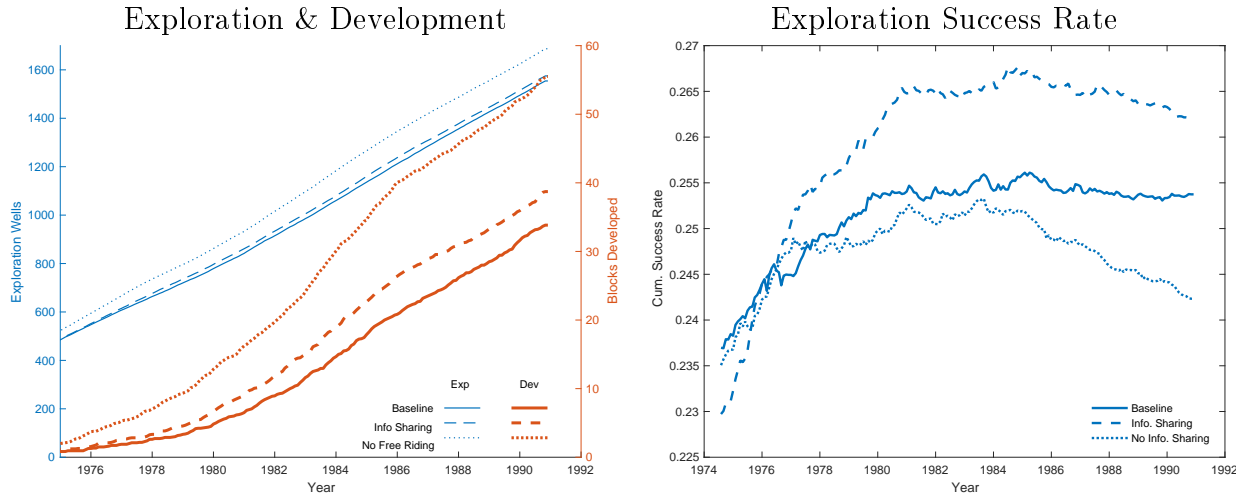 Exploration & Development
1600
1400
1200
1000
800
600
400
200
0
Exploration Wells
60
50
40
30
20
10
0
Blocks Developed
Exp Dev
Baseline
Info Sharing
No Free Riding
1976 1978 1980 1982 1984 1986 1988 1990 1992
Year
Exploration Success Rate
0.27
0.265
0.26
0.255
0.25
0.245
0.24
0.235
0.23
0.225
Cum. Success Rate
Baseline
Info. Sharing
No Info. Sharing
1974 1976 1978 1980 1982 1984 1986 1988 1990 1992
Year